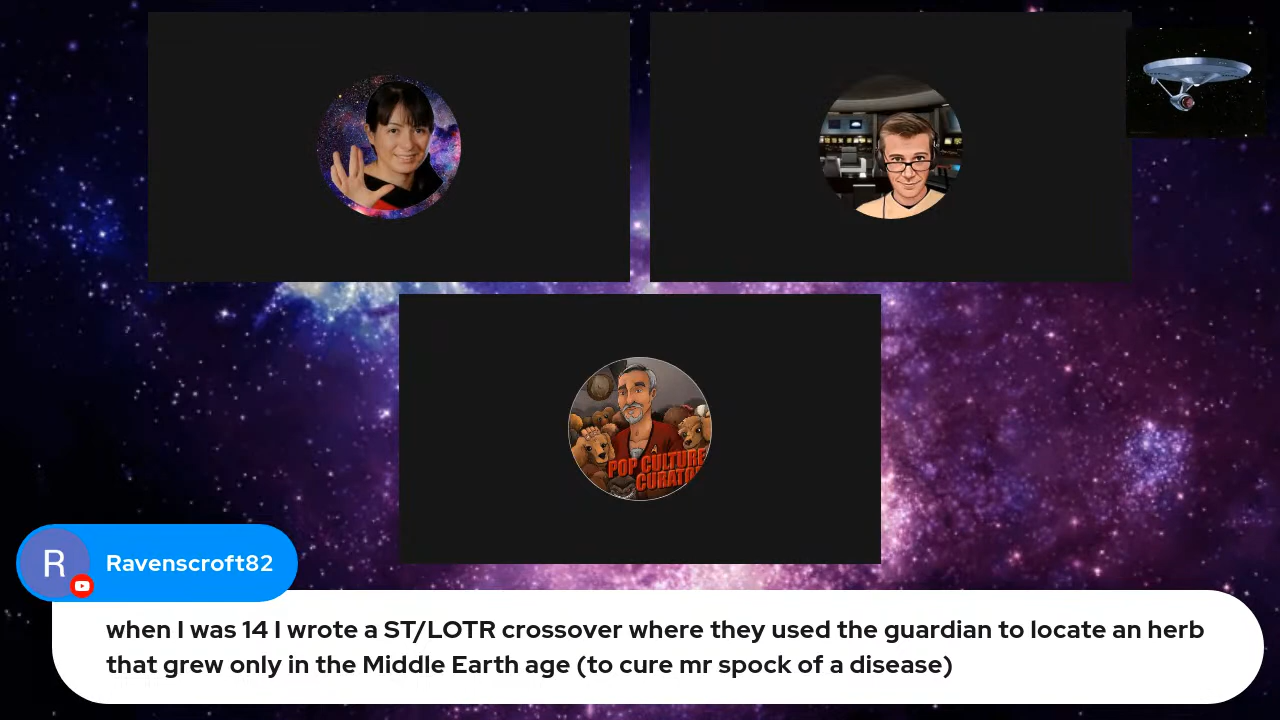 POP CULTURE
CURATO
R
Ravenscroft82
when I was 14 I wrote a ST/LOTR crossover where they used the guardian to locate an herb
that grew only in the Middle Earth age (to cure mr spock of a disease)